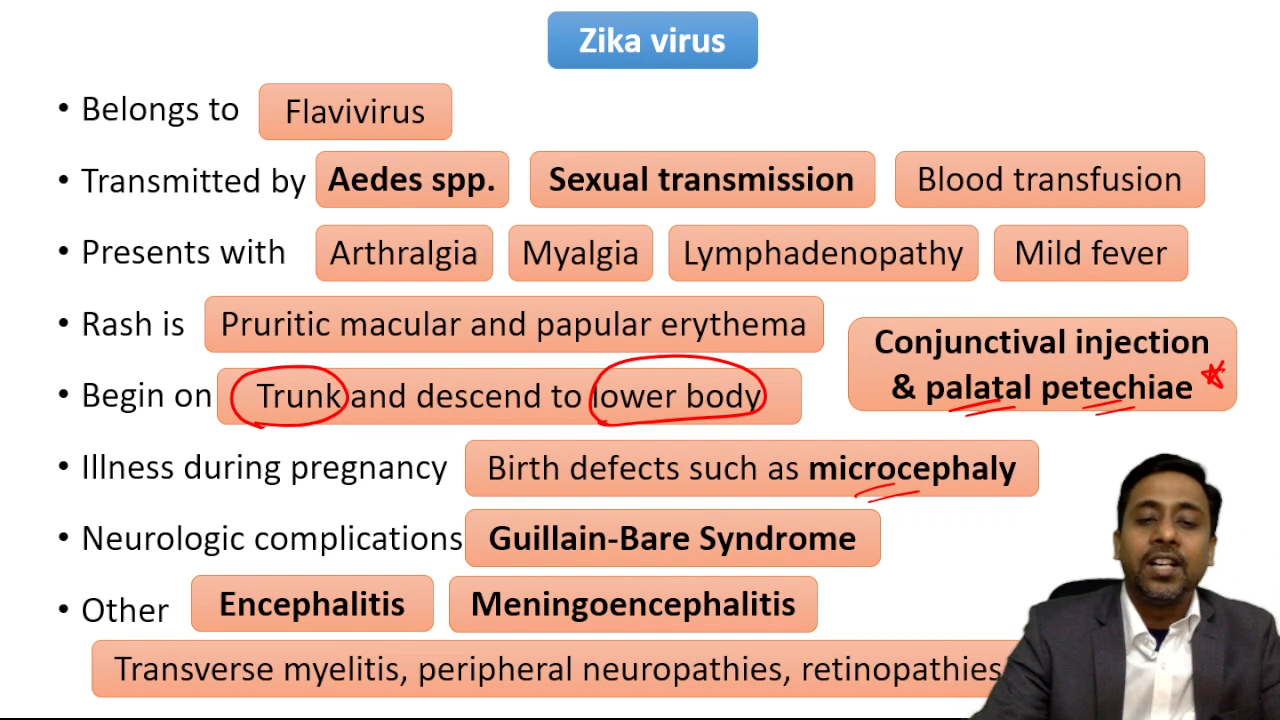 Zika virus
• Belongs to Flavivirus
• Transmitted by Aedes spp. Sexual transmission Blood transfusion
• Presents with Arthralgia Myalgia Lymphadenopathy Mild fever
• Rash is Pruritic macular and papular erythema
Conjunctival injection
& palatal petechiae
• Begin on Trunk and descend to lower body
• Illness during pregnancy Birth defects such as microcephaly
• Neurologic complications Guillain-Bare Syndrome
• Other Encephalitis Meningoencephalitis
Transverse myelitis, peripheral neuropathies, retinopathies